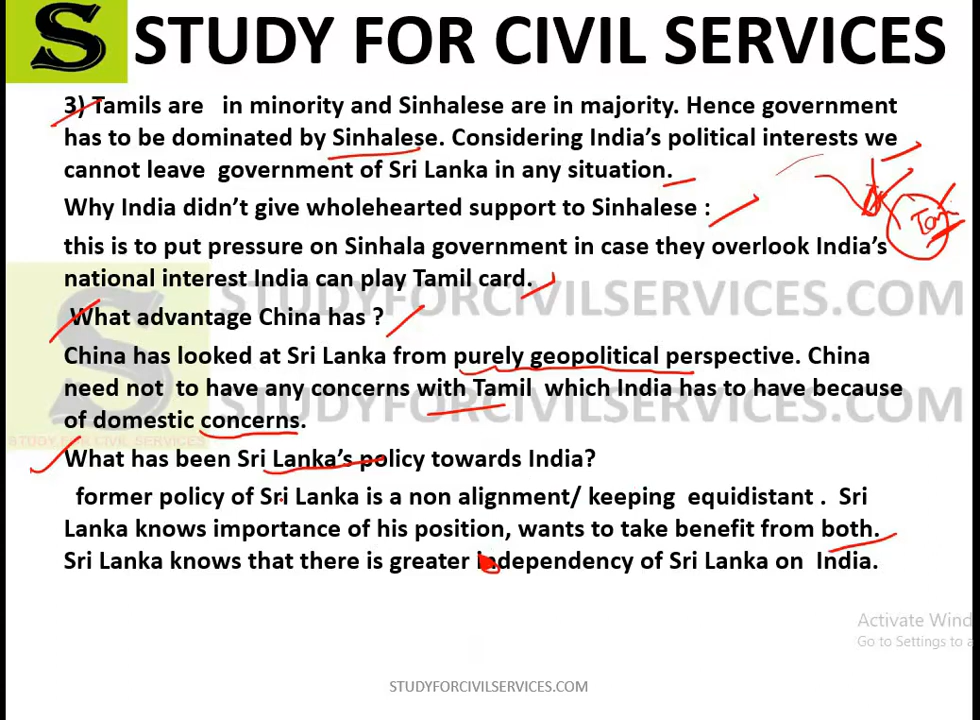 S STUDY FOR CIVIL SERVICES
3) Tamils are in minority and Sinhalese are in majority. Hence government
has to be dominated by Sinhalese. Considering India's political interests we
cannot leave government of Sri Lanka in any situation.
Why India didn't give wholehearted support to Sinhalese :
this is to put pressure on Sinhala government in case they overlook India's
national interest India can play Tamil card.
What advantage China has ?
China has looked at Sri Lanka from purely geopolitical perspective. China
need not to have any concerns with Tamil which India has to have because
of domestic concerns.
What has been Sri Lanka's policy towards India?
former policy of Sri Lanka is a non alignment/ keeping equidistant . Sri
Lanka knows importance of his position, wants to take benefit from both.
Sri Lanka knows that there is greater independency of Sri Lanka on India.
STUDYFORCIVILSERVICES.COM
STUDYFORCIVILSERVICES.COM
S
STUDY FOR CIVIL SERVICES
Activate Wind
Go to Settings to a
STUDYFORCIVILSERVICES.COM